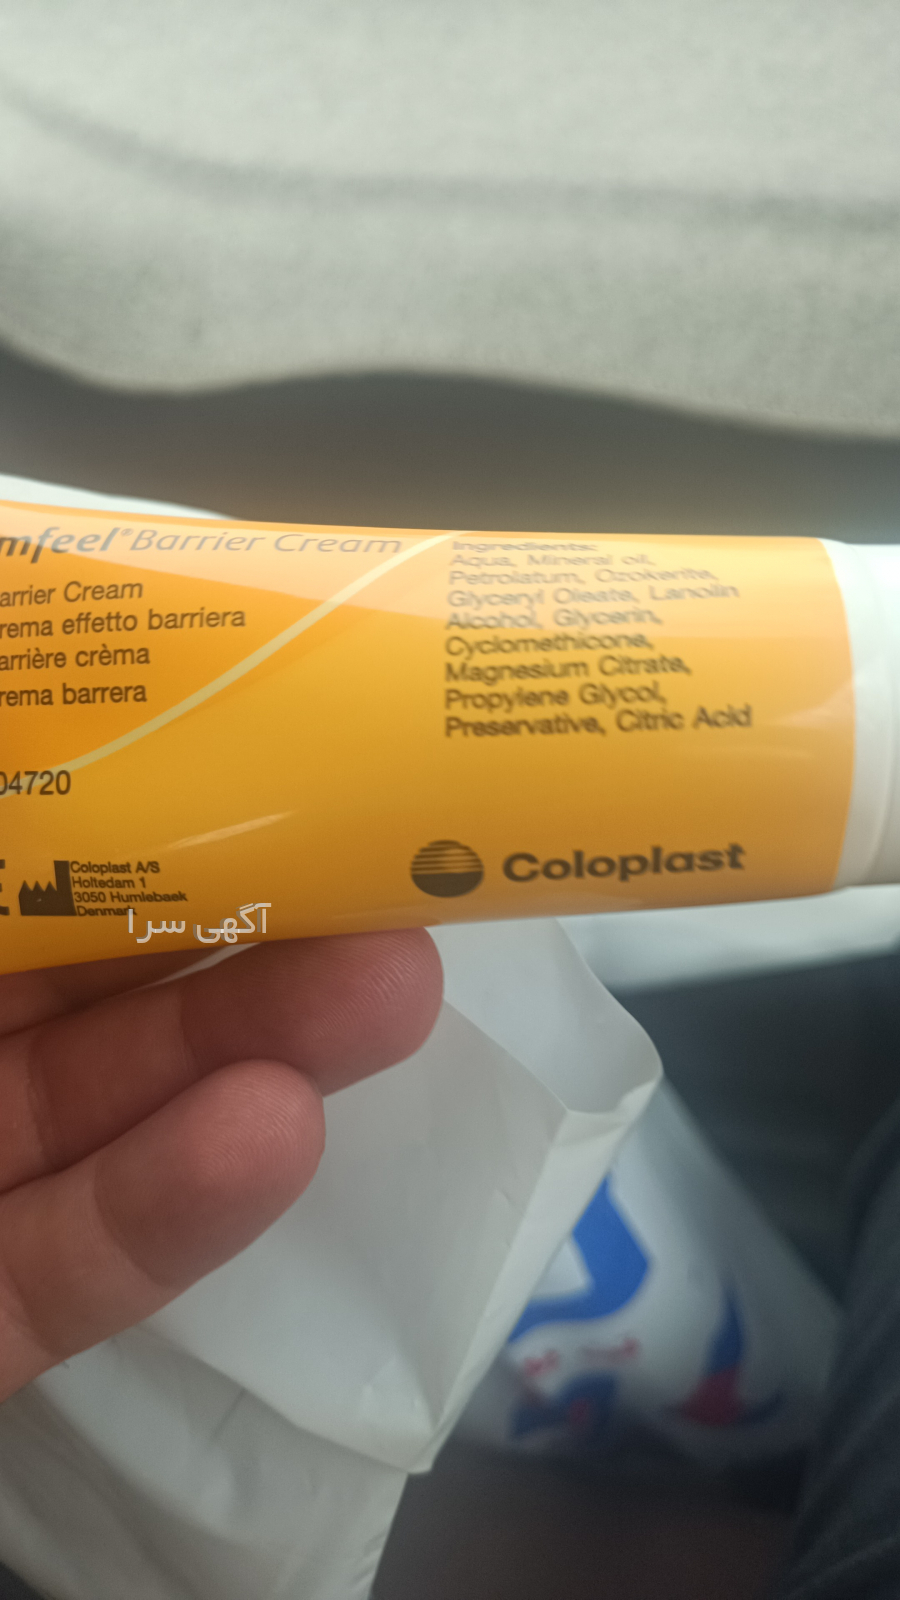 mfeel® Barrier Cream
arrier Cream
rema effetto barriera
arrière crèma
rema barrera
04720
Coloplast A/S
Holtedam 1
3050 Humlebaek
Denmark
Ingredients:
Aqua, Mineral oil,
Petrolatum, Ozokerite,
Glyceryl Oleate, Lanolin
Alcohol, Glycerin,
Cyclomethicone,
Magnesium Citrate,
Propylene Glycol,
Preservative, Citric Acid
Coloplast
آگهی سرا